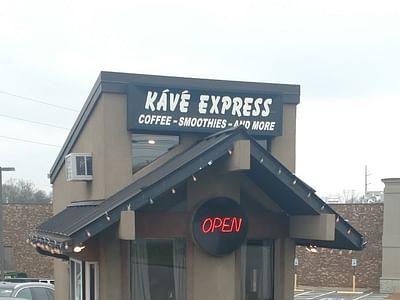 KÁVÉ EXPRESS
COFFEE - SMOOTHIES - AND MORE
OPEN